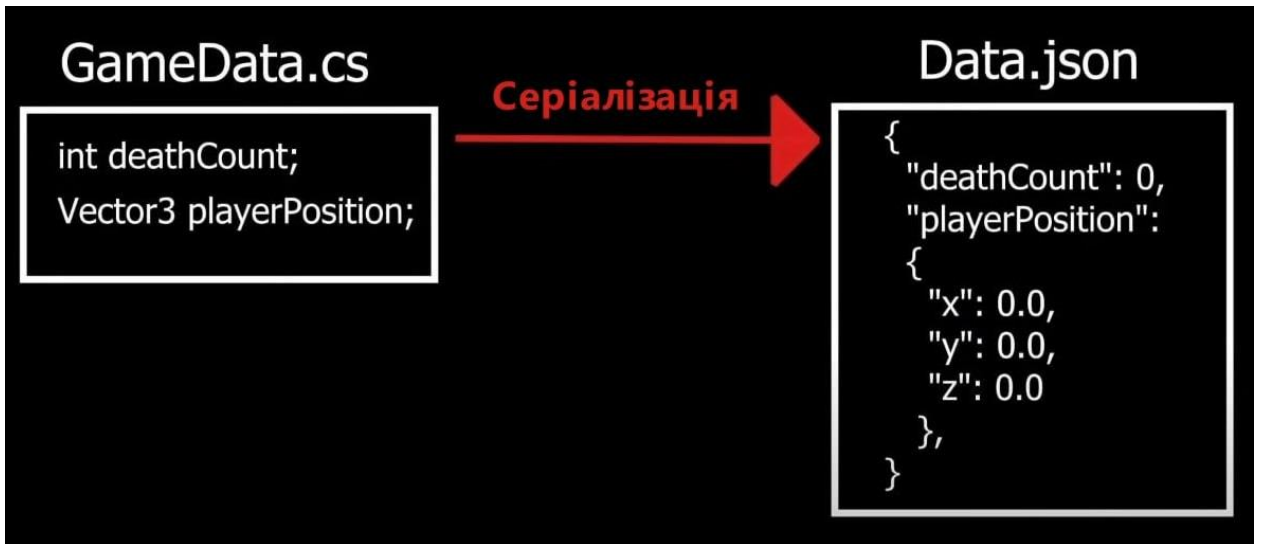 GameData.cs
int deathCount;
Vector3 playerPosition;
Серіалізація
Data.json
{
"deathCount": 0,
"playerPosition":
{
"x": 0.0,
"y": 0.0,
"z": 0.0
},
}